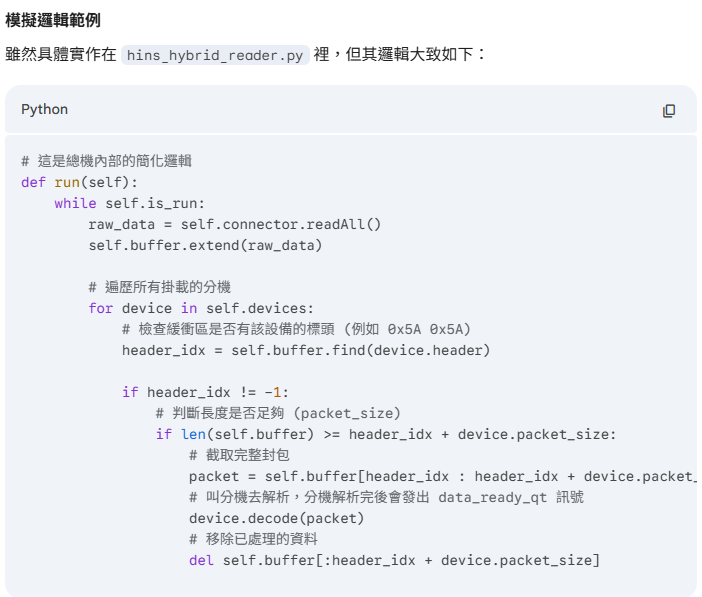 模擬邏輯範例
雖然具體實作在 hins_hybrid_reader.py 裡，但其邏輯大致如下：
Python
# 這是總機內部的簡化邏輯
def run(self):
    while self.is_run:
        raw_data = self.connector.readAll()
        self.buffer.extend(raw_data)

        # 遍歷所有掛載的分機
        for device in self.devices:
            # 檢查緩衝區是否有該設備的標頭 (例如 0x5A 0x5A)
            header_idx = self.buffer.find(device.header)

            if header_idx != -1:
                # 判斷長度是否足夠 (packet_size)
                if len(self.buffer) >= header_idx + device.packet_size:
                    # 截取完整封包
                    packet = self.buffer[header_idx : header_idx + device.packet_
                    # 叫分機去解析，分機解析完後會發出 data_ready_qt 訊號
                    device.decode(packet)
                    # 移除已處理的資料
                    del self.buffer[:header_idx + device.packet_size]